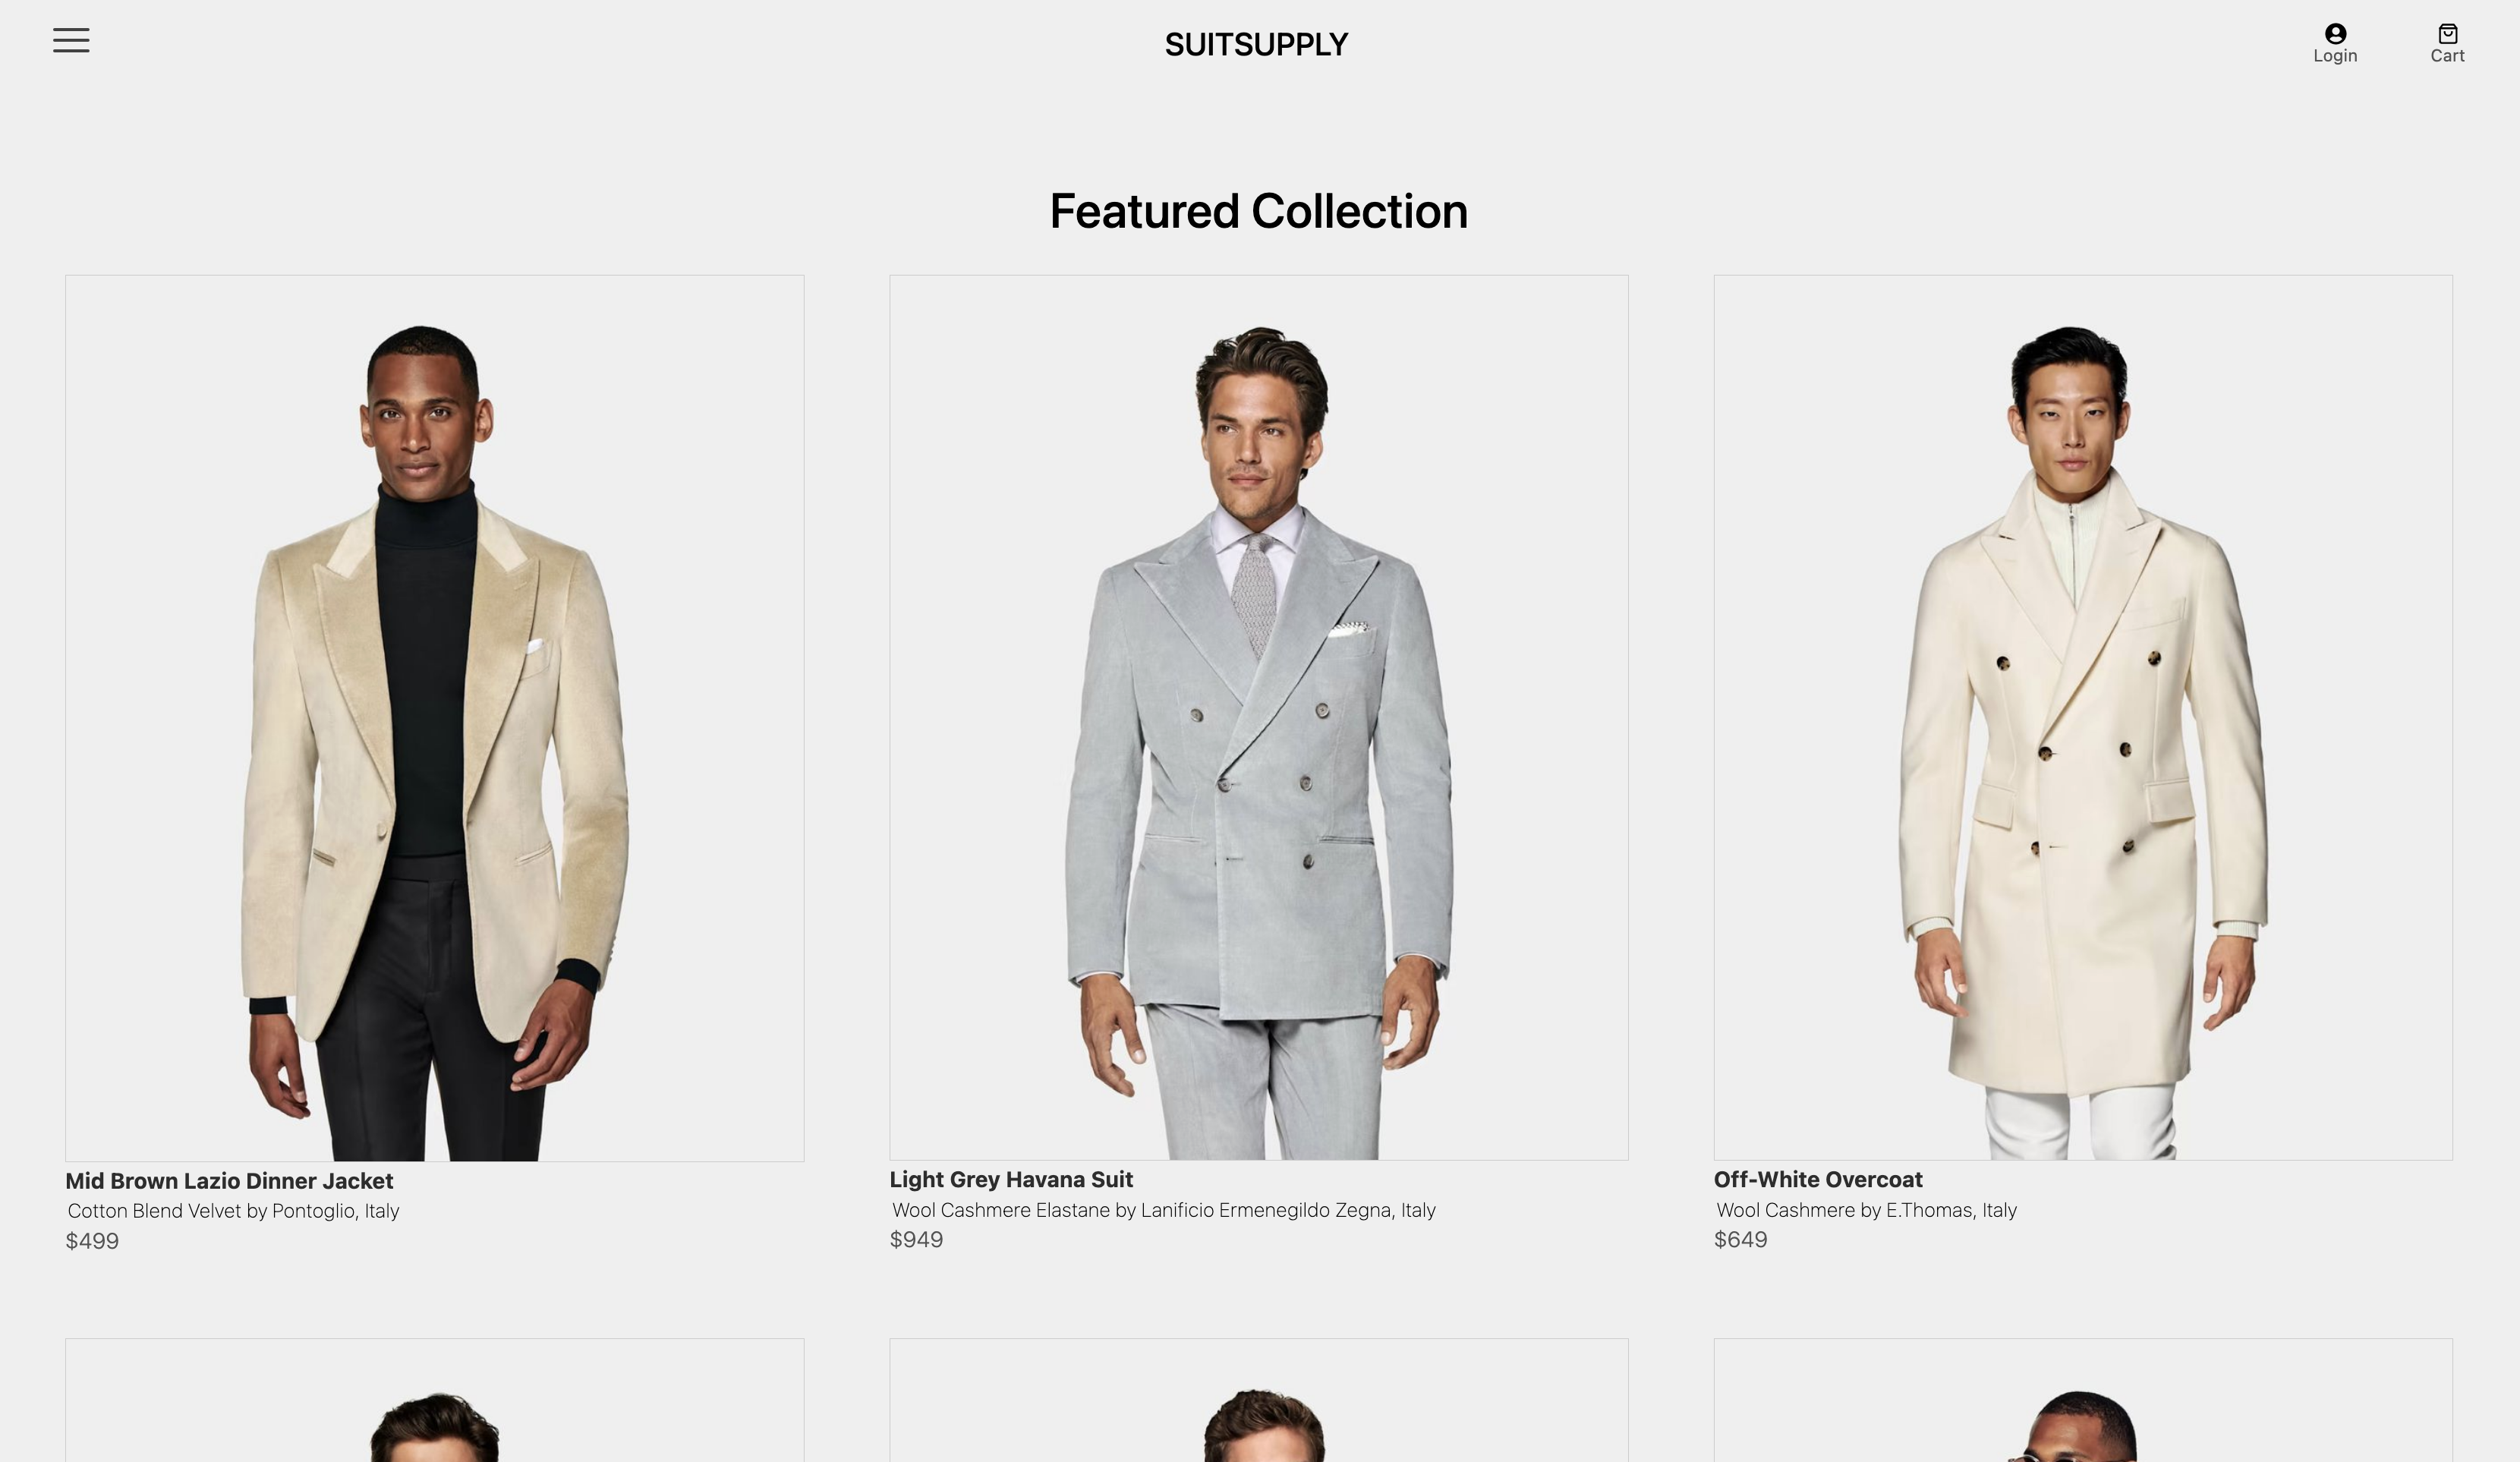 SUITSUPPLY
Login
Cart
Featured Collection
Mid Brown Lazio Dinner Jacket
Cotton Blend Velvet by Pontoglio, Italy
$499
Light Grey Havana Suit
Wool Cashmere Elastane by Lanificio Ermenegildo Zegna, Italy
$949
Off-White Overcoat
Wool Cashmere by E.Thomas, Italy
$649